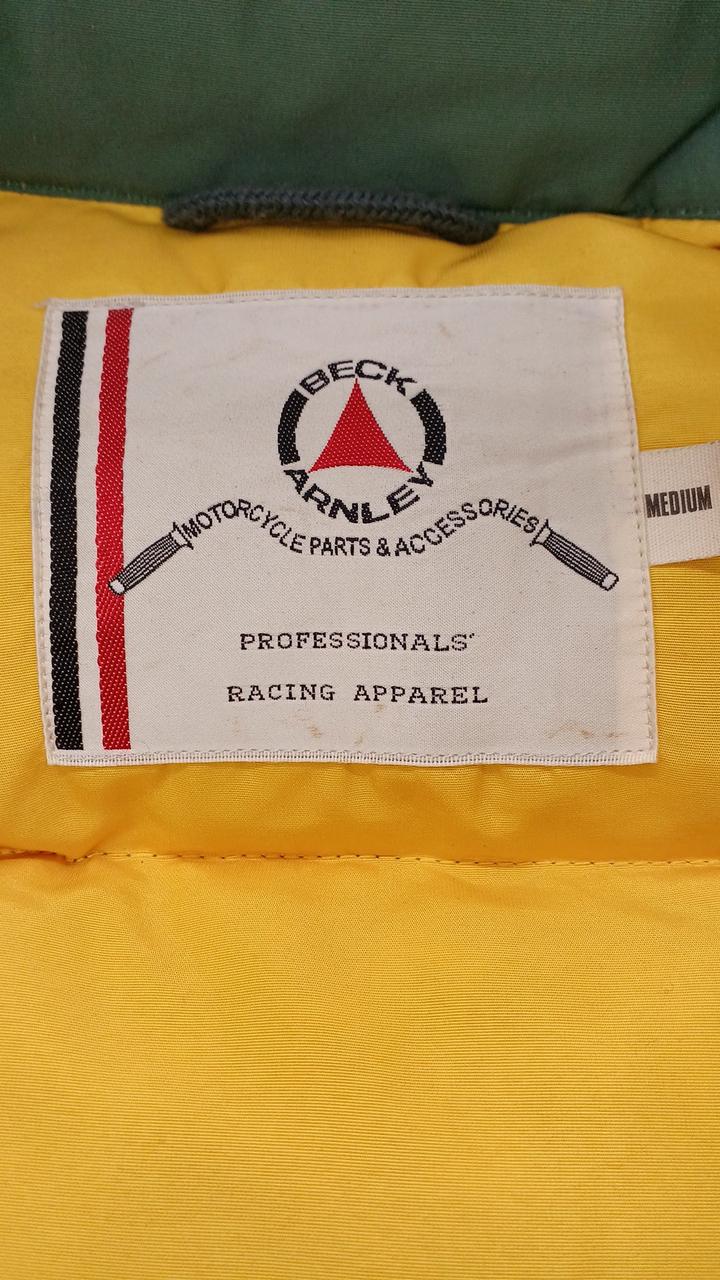 BECK
ARNLEY
MOTORCYCLE PARTS & ACCESSORIES
MEDIUM
PROFESSIONALS'
RACING APPAREL